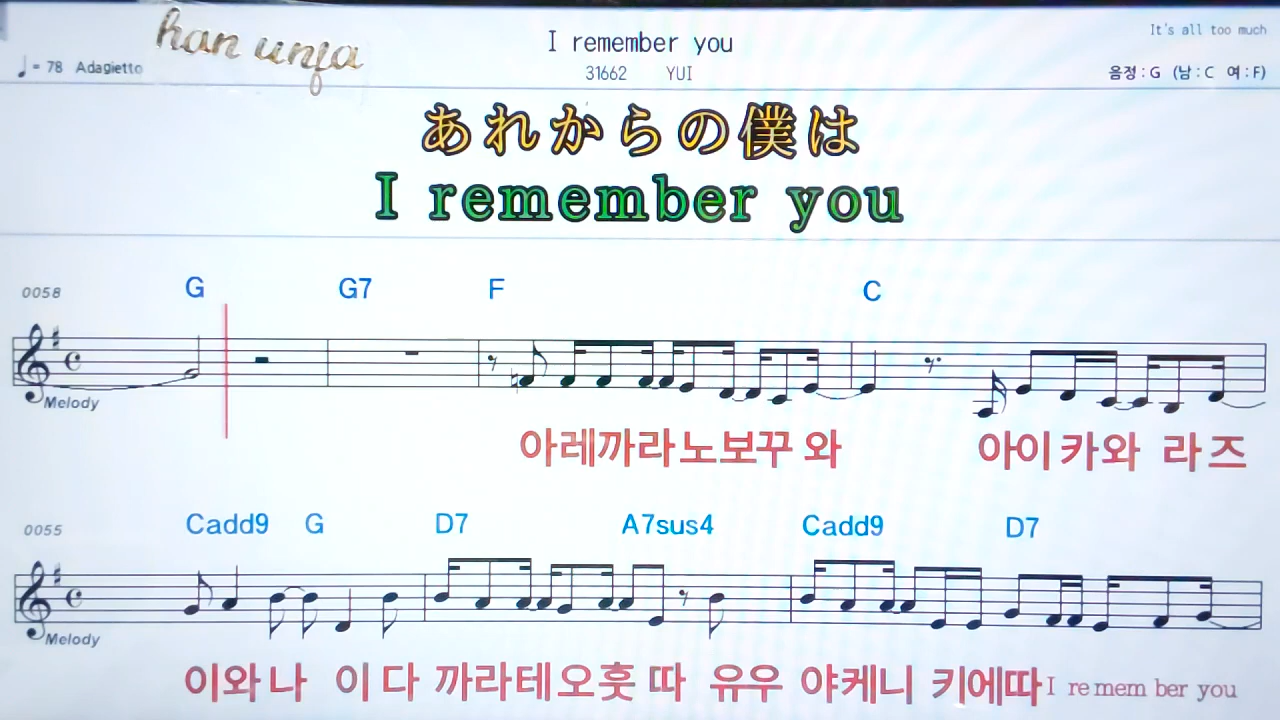 han unja
I remember you
It's all too much
♩= 78 Adagietto
31662 YUI
음정 : G (남 : C 여 : F)
あれからの僕は
I remember you
0058 G G7 F C
Melody
아레까라노보꾸 와 아이카와 라즈
0055 Cadd9 G D7 A7sus4 Cadd9 D7
Melody
이와나 이다 까라테오훗따 유우 야케니 키에따 I re mem ber you